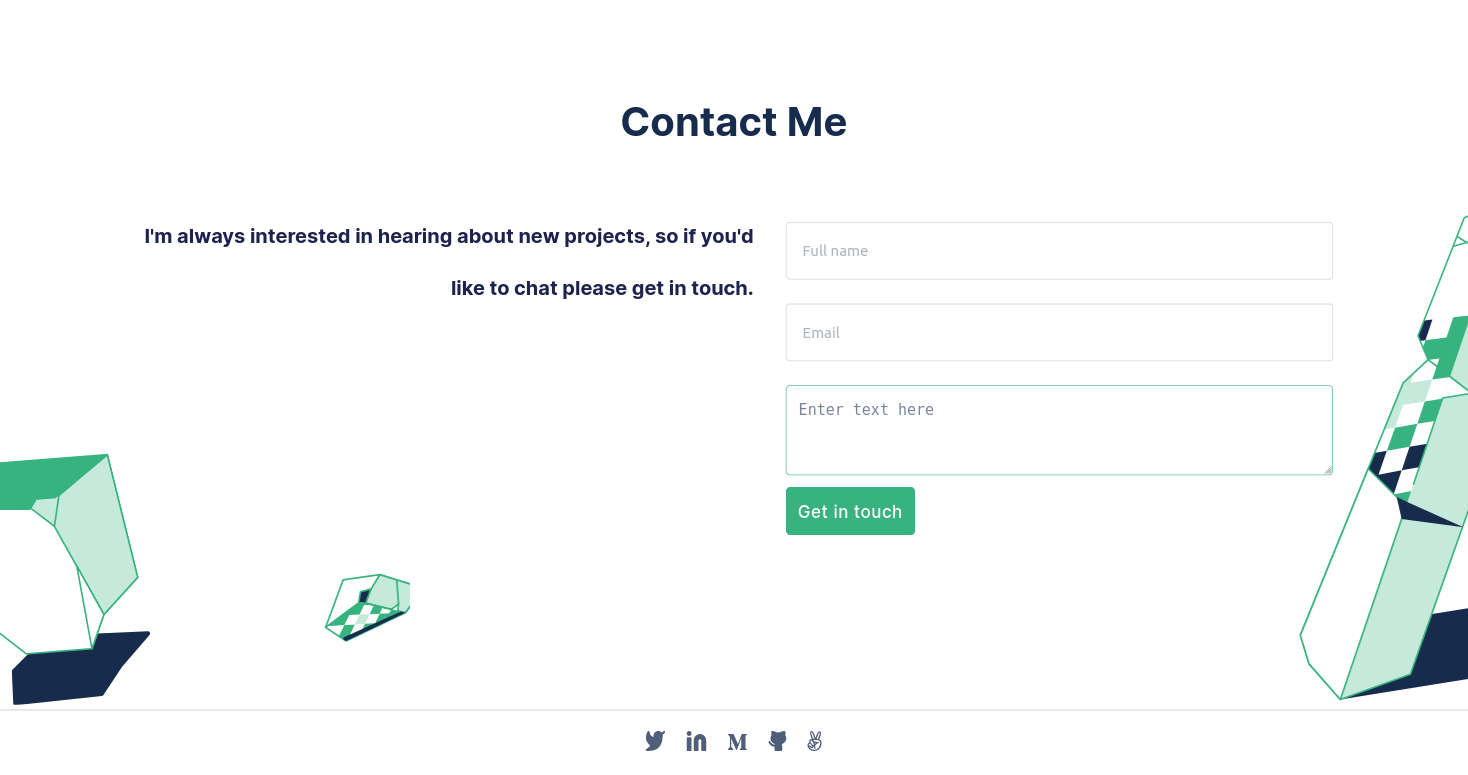 Contact Me
I'm always interested in hearing about new projects, so if you'd
like to chat please get in touch.
Full name
Email
Enter text here
Get in touch